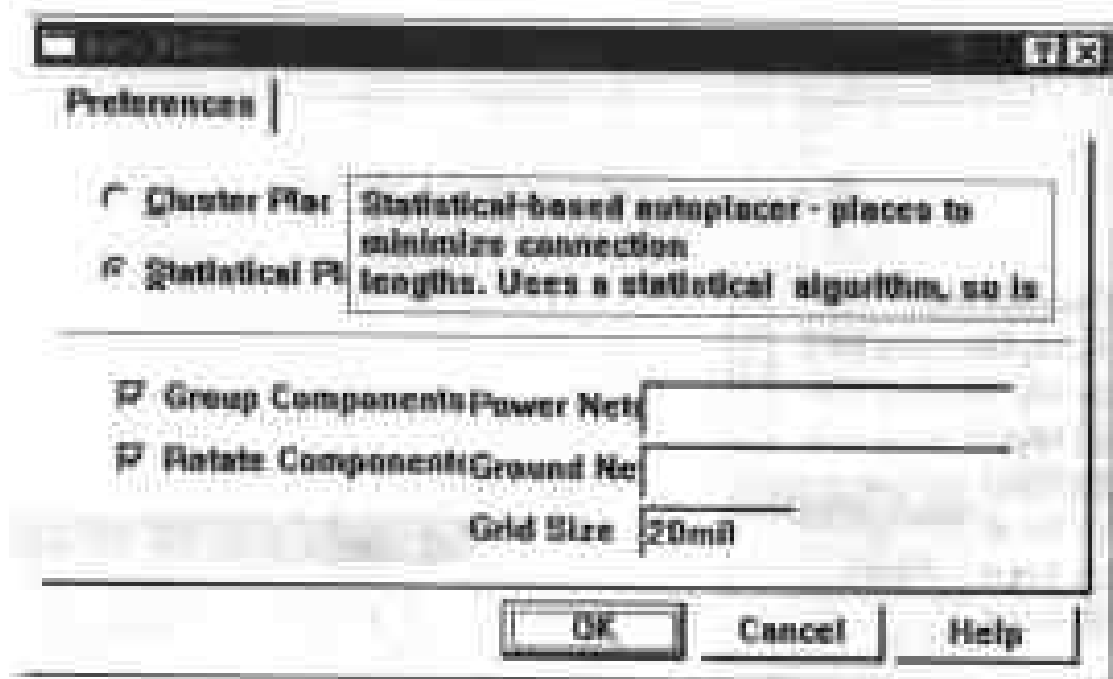 Preferences
Cluster Plac
Statistical-based autoplacer - places to
minimize connection
lengths. Uses a statistical algorithm, so is
Statistical Pl
Group Components
Power Nets
Rotate Components
Ground Ne
Grid Size
20mil
OK
Cancel
Help